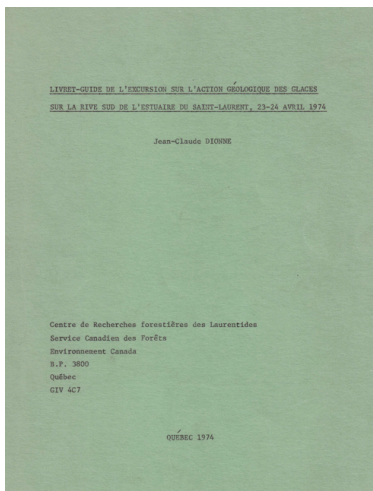 LIVRET-GUIDE DE L'EXCURSION SUR L'ACTION GÉOLOGIQUE DES GLACES
SUR LA RIVE SUD DE L'ESTUAIRE DU SAINT-LAURENT, 23-24 AVRIL 1974
Jean-Claude DIONNE
Centre de Recherches forestières des Laurentides
Service Canadien des Forêts
Environnement Canada
B.P. 3800
Québec
G1V 4C7
QUÉBEC 1974